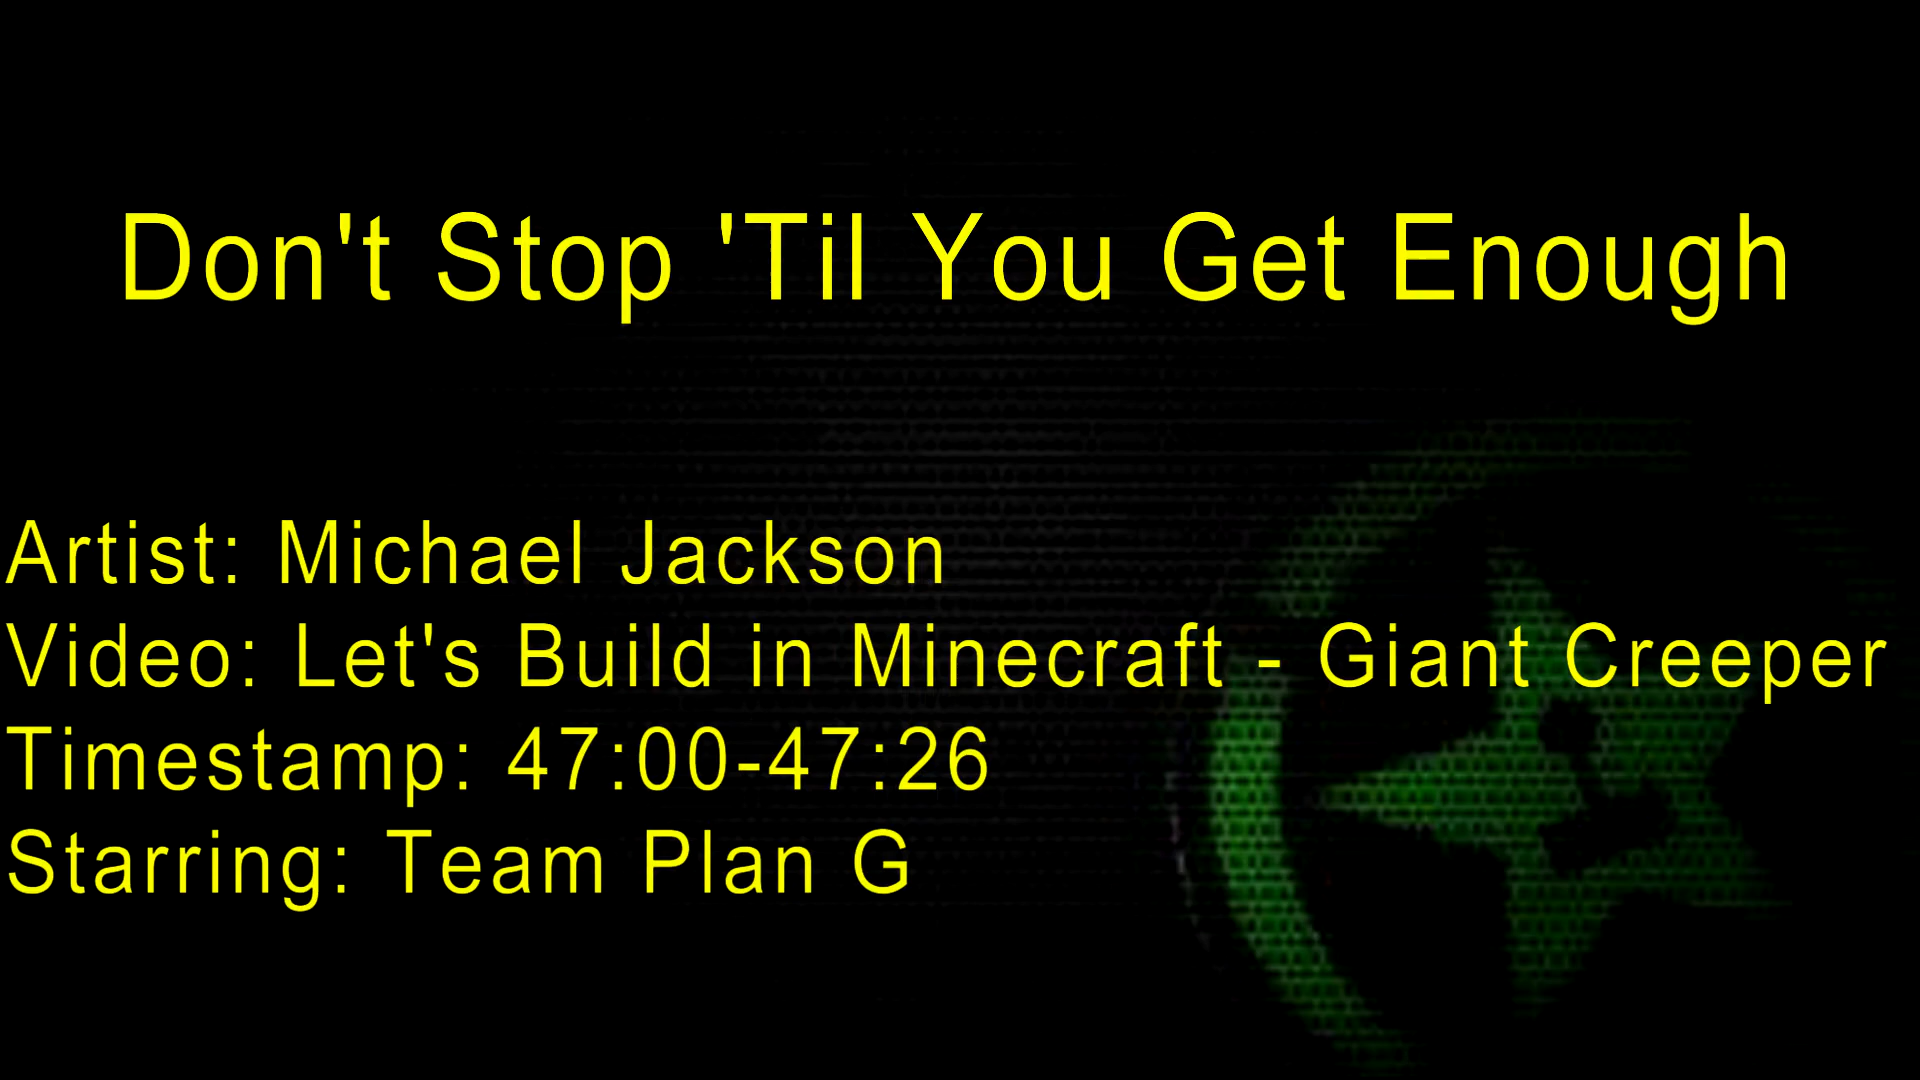 Don't Stop 'Til You Get Enough
Artist: Michael Jackson
Video: Let's Build in Minecraft - Giant Creeper
Timestamp: 47:00-47:26
Starring: Team Plan G